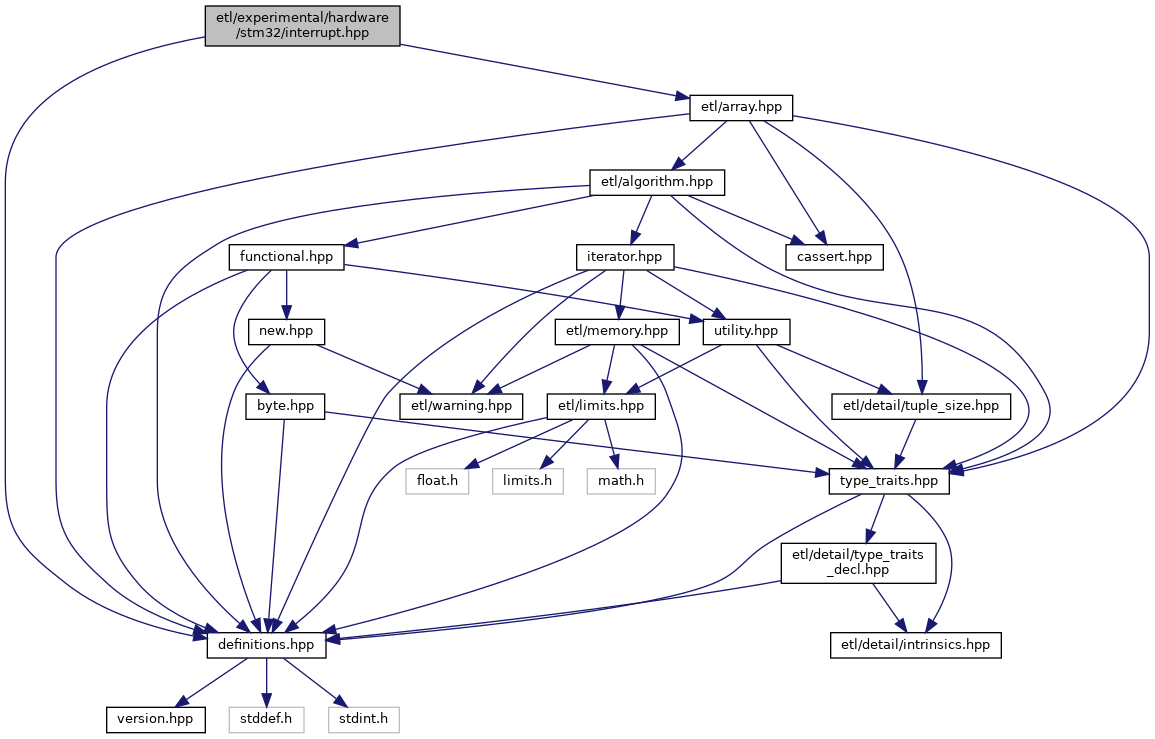 etl/experimental/hardware
/stm32/interrupt.hpp
etl/array.hpp
etl/algorithm.hpp
functional.hpp
iterator.hpp
cassert.hpp
new.hpp
etl/memory.hpp
utility.hpp
byte.hpp
etl/warning.hpp
etl/limits.hpp
etl/detail/tuple_size.hpp
float.h
limits.h
math.h
type_traits.hpp
etl/detail/type_traits
_decl.hpp
definitions.hpp
etl/detail/intrinsics.hpp
version.hpp
stddef.h
stdint.h